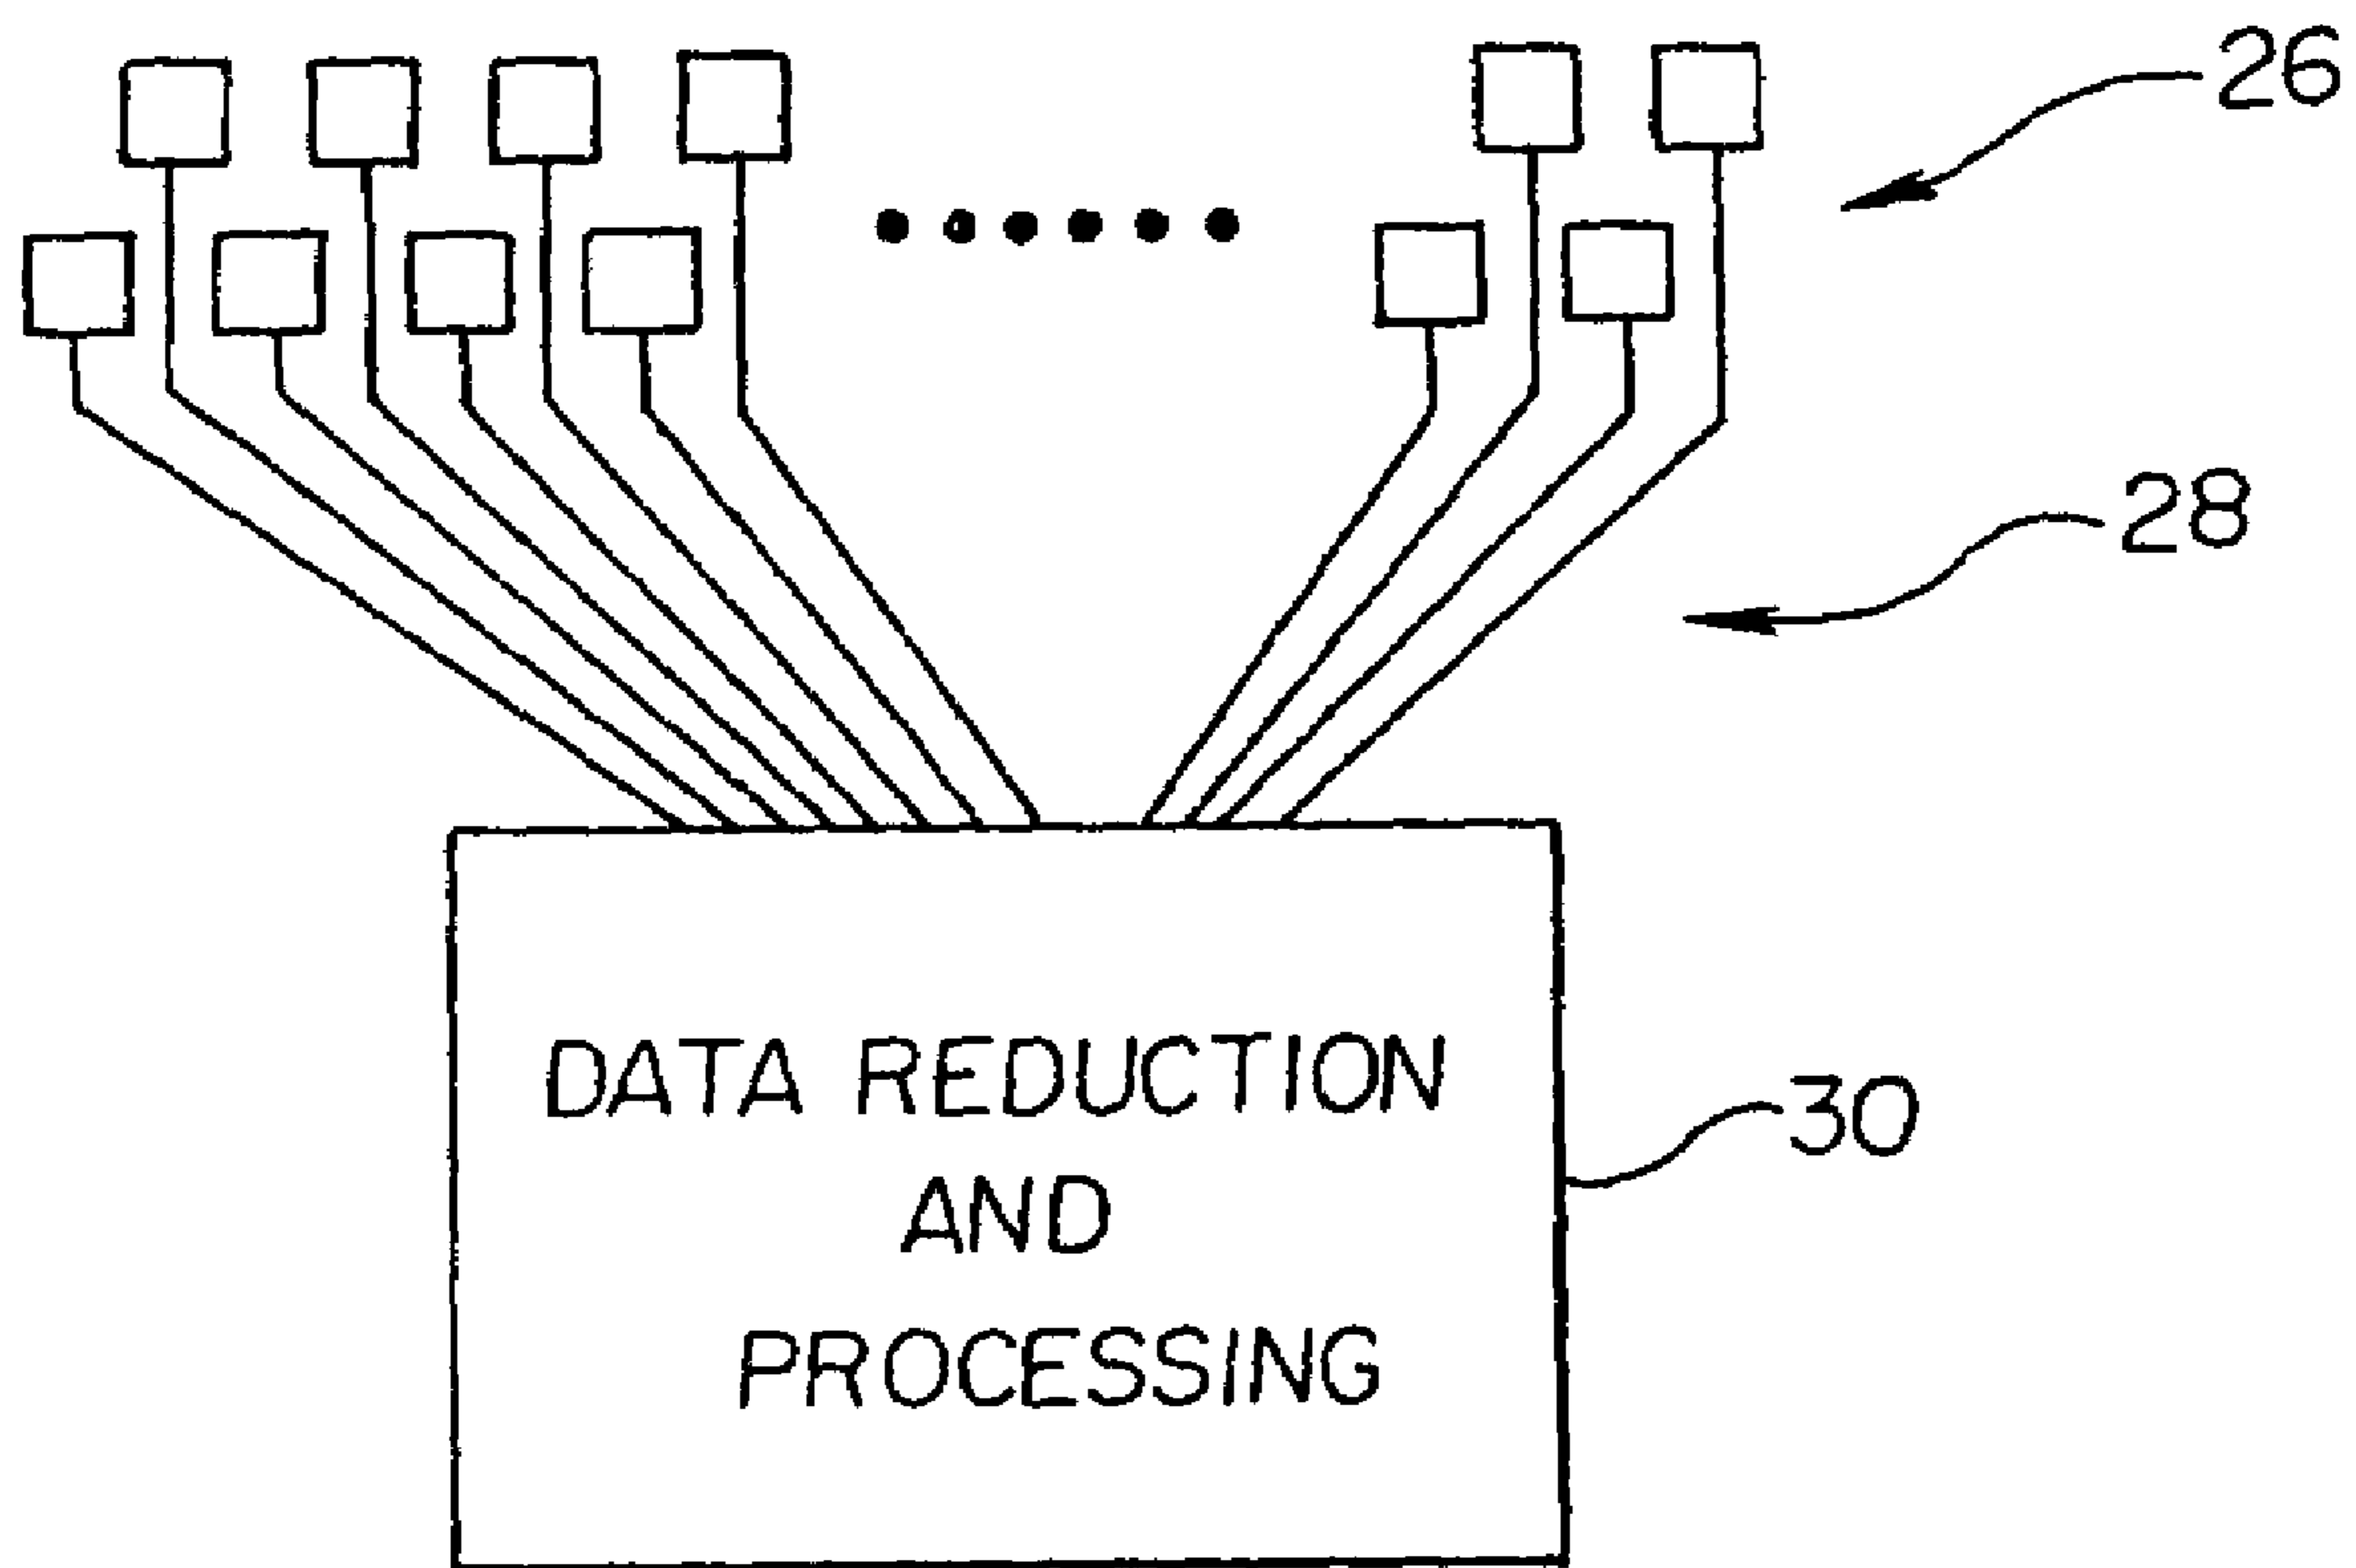 26
28
DATA REDUCTION
AND
PROCESSING
30